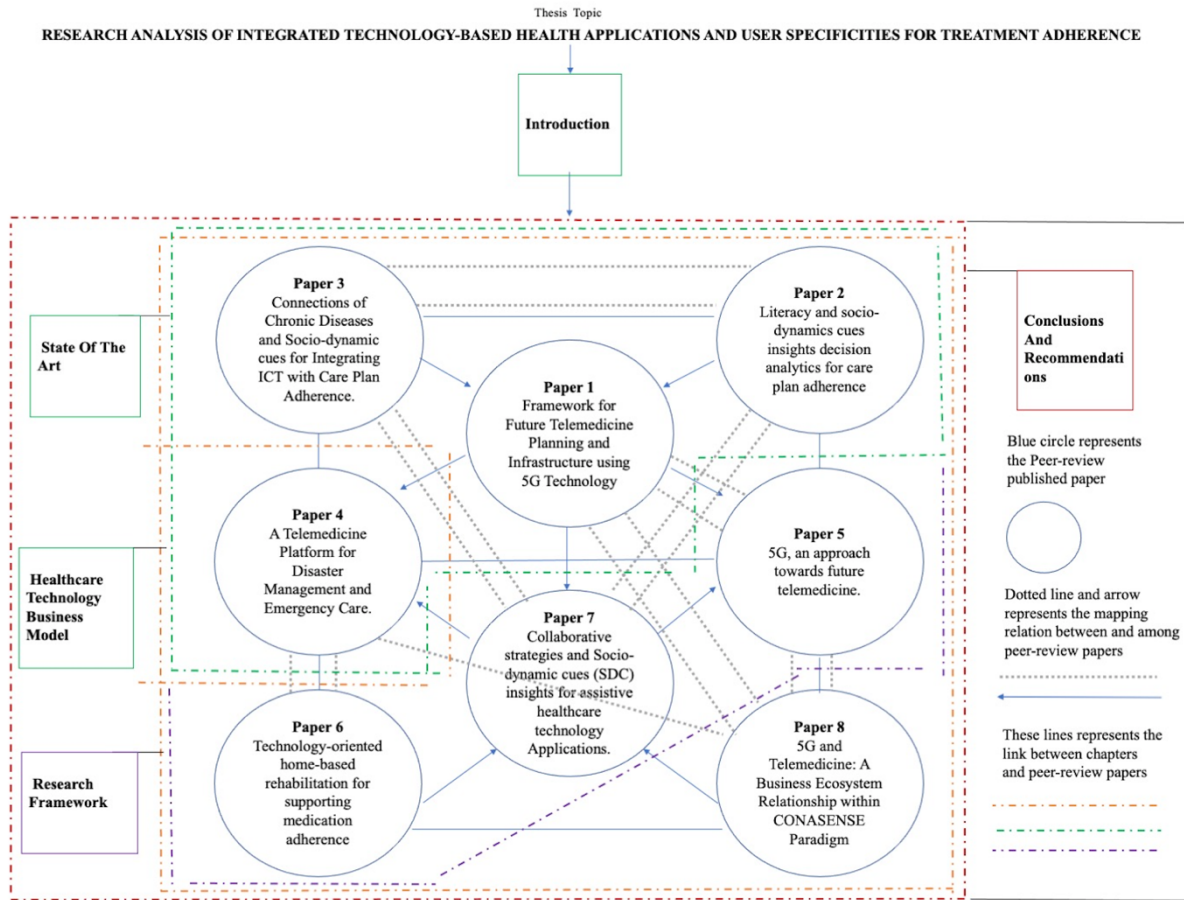 Thesis Topic
RESEARCH ANALYSIS OF INTEGRATED TECHNOLOGY-BASED HEALTH APPLICATIONS AND USER SPECIFICITIES FOR TREATMENT ADHERENCE
Introduction
State Of The
Art
Healthcare
Technology
Business
Model
Research
Framework
Paper 3
Connections of
Chronic Diseases
and Socio-dynamic
cues for Integrating
ICT with Care Plan
Adherence.
Paper 2
Literacy and socio-
dynamics cues
insights decision
analytics for care
plan adherence
Paper 1
Framework for
Future Telemedicine
Planning and
Infrastructure using
5G Technology
Paper 4
A Telemedicine
Platform for
Disaster
Management and
Emergency Care.
Paper 5
5G, an approach
towards future
telemedicine.
Paper 7
Collaborative
strategies and Socio-
dynamic cues (SDC)
insights for assistive
healthcare
technology
Applications.
Paper 6
Technology-oriented
home-based
rehabilitation for
supporting
medication
adherence
Paper 8
5G and
Telemedicine: A
Business Ecosystem
Relationship within
CONASENSE
Paradigm
Conclusions
And
Recommendati
ons
Blue circle represents
the Peer-review
published paper
Dotted line and arrow
represents the mapping
relation between and among
peer-review papers
These lines represents the
link between chapters
and peer-review papers